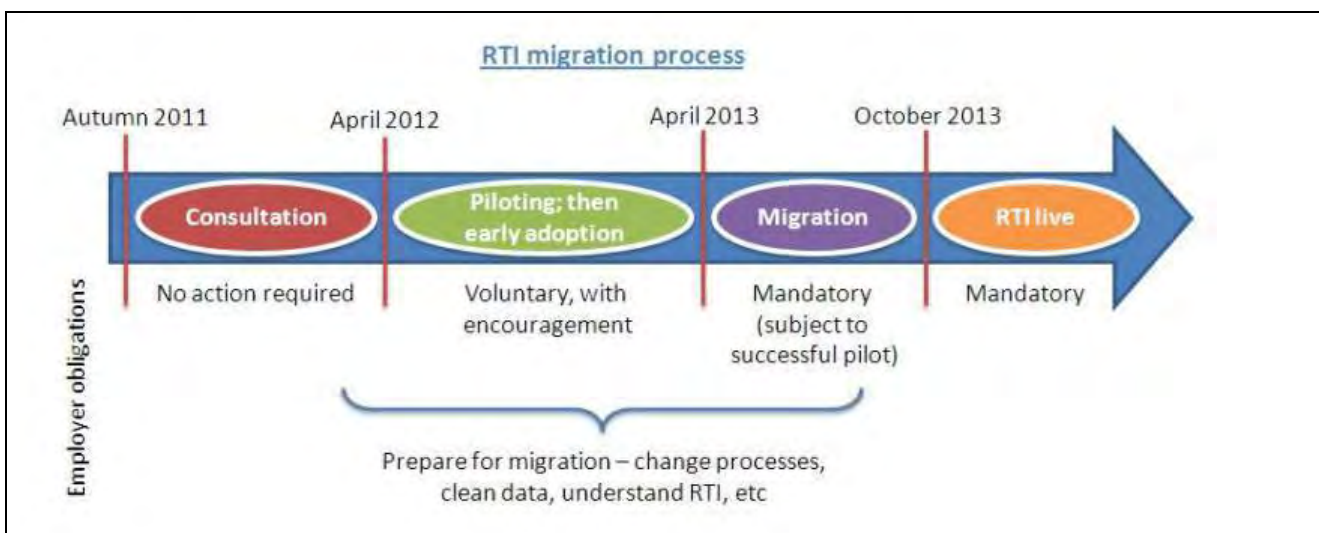 RTI migration process
Autumn 2011
April 2012
April 2013
October 2013
Consultation
Piloting; then
early adoption
Migration
RTI live
Employer obligations
No action required
Voluntary, with
encouragement
Mandatory
(subject to
successful pilot)
Mandatory
Prepare for migration – change processes,
clean data, understand RTI, etc